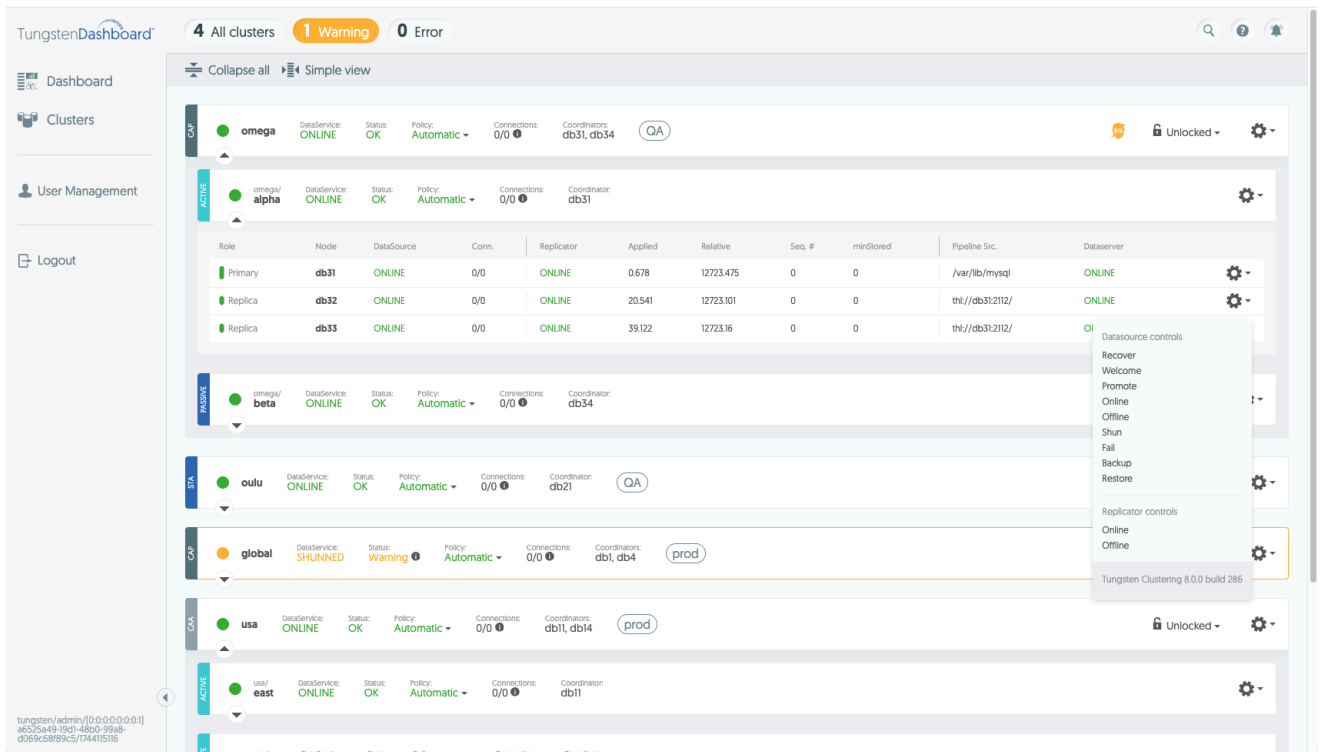 TungstenDashboard
4 All clusters
1 Warning
0 Error
Dashboard
Clusters
User Management
Logout
tungsten/admin/[0:0:0:0:0:0:0:1]
a6525a49-19d1-48b0-99a8-
d069c68f89c5/1744115116
Collapse all
Simple view
CAP
omega
DataService: ONLINE
Status: OK
Policy: Automatic
Connections: 0/0
Coordinators: db31, db34
QA
Unlocked
ACTIVE
omega/
alpha
DataService: ONLINE
Status: OK
Policy: Automatic
Connections: 0/0
Coordinator: db31
Role Node DataSource Conn. Replicator Applied Relative Seq. # minStored Pipeline Src. Dataserver
Primary db31 ONLINE 0/0 ONLINE 0.678 12723.475 0 0 /var/lib/mysql ONLINE
Replica db32 ONLINE 0/0 ONLINE 20.541 12723.101 0 0 thl://db31:2112/ ONLINE
Replica db33 ONLINE 0/0 ONLINE 39.122 12723.16 0 0 thl://db31:2112/
Datasource controls
Recover
Welcome
Promote
Online
Offline
Shun
Fail
Backup
Restore
Replicator controls
Online
Offline
Tungsten Clustering 8.0.0 build 286
PASSIVE
omega/
beta
DataService: ONLINE
Status: OK
Policy: Automatic
Connections: 0/0
Coordinator: db34
STA
oulu
DataService: ONLINE
Status: OK
Policy: Automatic
Connections: 0/0
Coordinator: db21
QA
CAP
global
DataService: SHUNNED
Status: Warning
Policy: Automatic
Connections: 0/0
Coordinators: db1, db4
prod
CAA
usa
DataService: ONLINE
Status: OK
Policy: Automatic
Connections: 0/0
Coordinators: db11, db14
prod
Unlocked
ACTIVE
usa/
east
DataService: ONLINE
Status: OK
Policy: Automatic
Connections: 0/0
Coordinator: db11